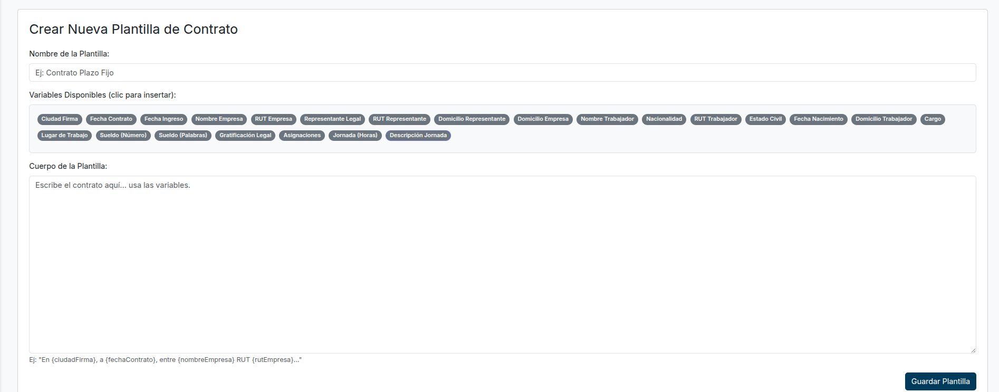 Crear Nueva Plantilla de Contrato
Nombre de la Plantilla:
Ej: Contrato Plazo Fijo
Variables Disponibles (clic para insertar):
Ciudad Firma Fecha Contrato Fecha Ingreso Nombre Empresa RUT Empresa Representante Legal RUT Representante Domicilio Representante Domicilio Empresa Nombre Trabajador Nacionalidad RUT Trabajador Estado Civil Fecha Nacimiento Domicilio Trabajador Cargo
Lugar de Trabajo Sueldo (Número) Sueldo (Palabras) Gratificación Legal Asignaciones Jornada (Horas) Descripción Jornada
Cuerpo de la Plantilla:
Escribe el contrato aquí... usa las variables.
Ej: "En {ciudadFirma}, a {fechaContrato}, entre {nombreEmpresa} RUT {rutEmpresa}..."
Guardar Plantilla